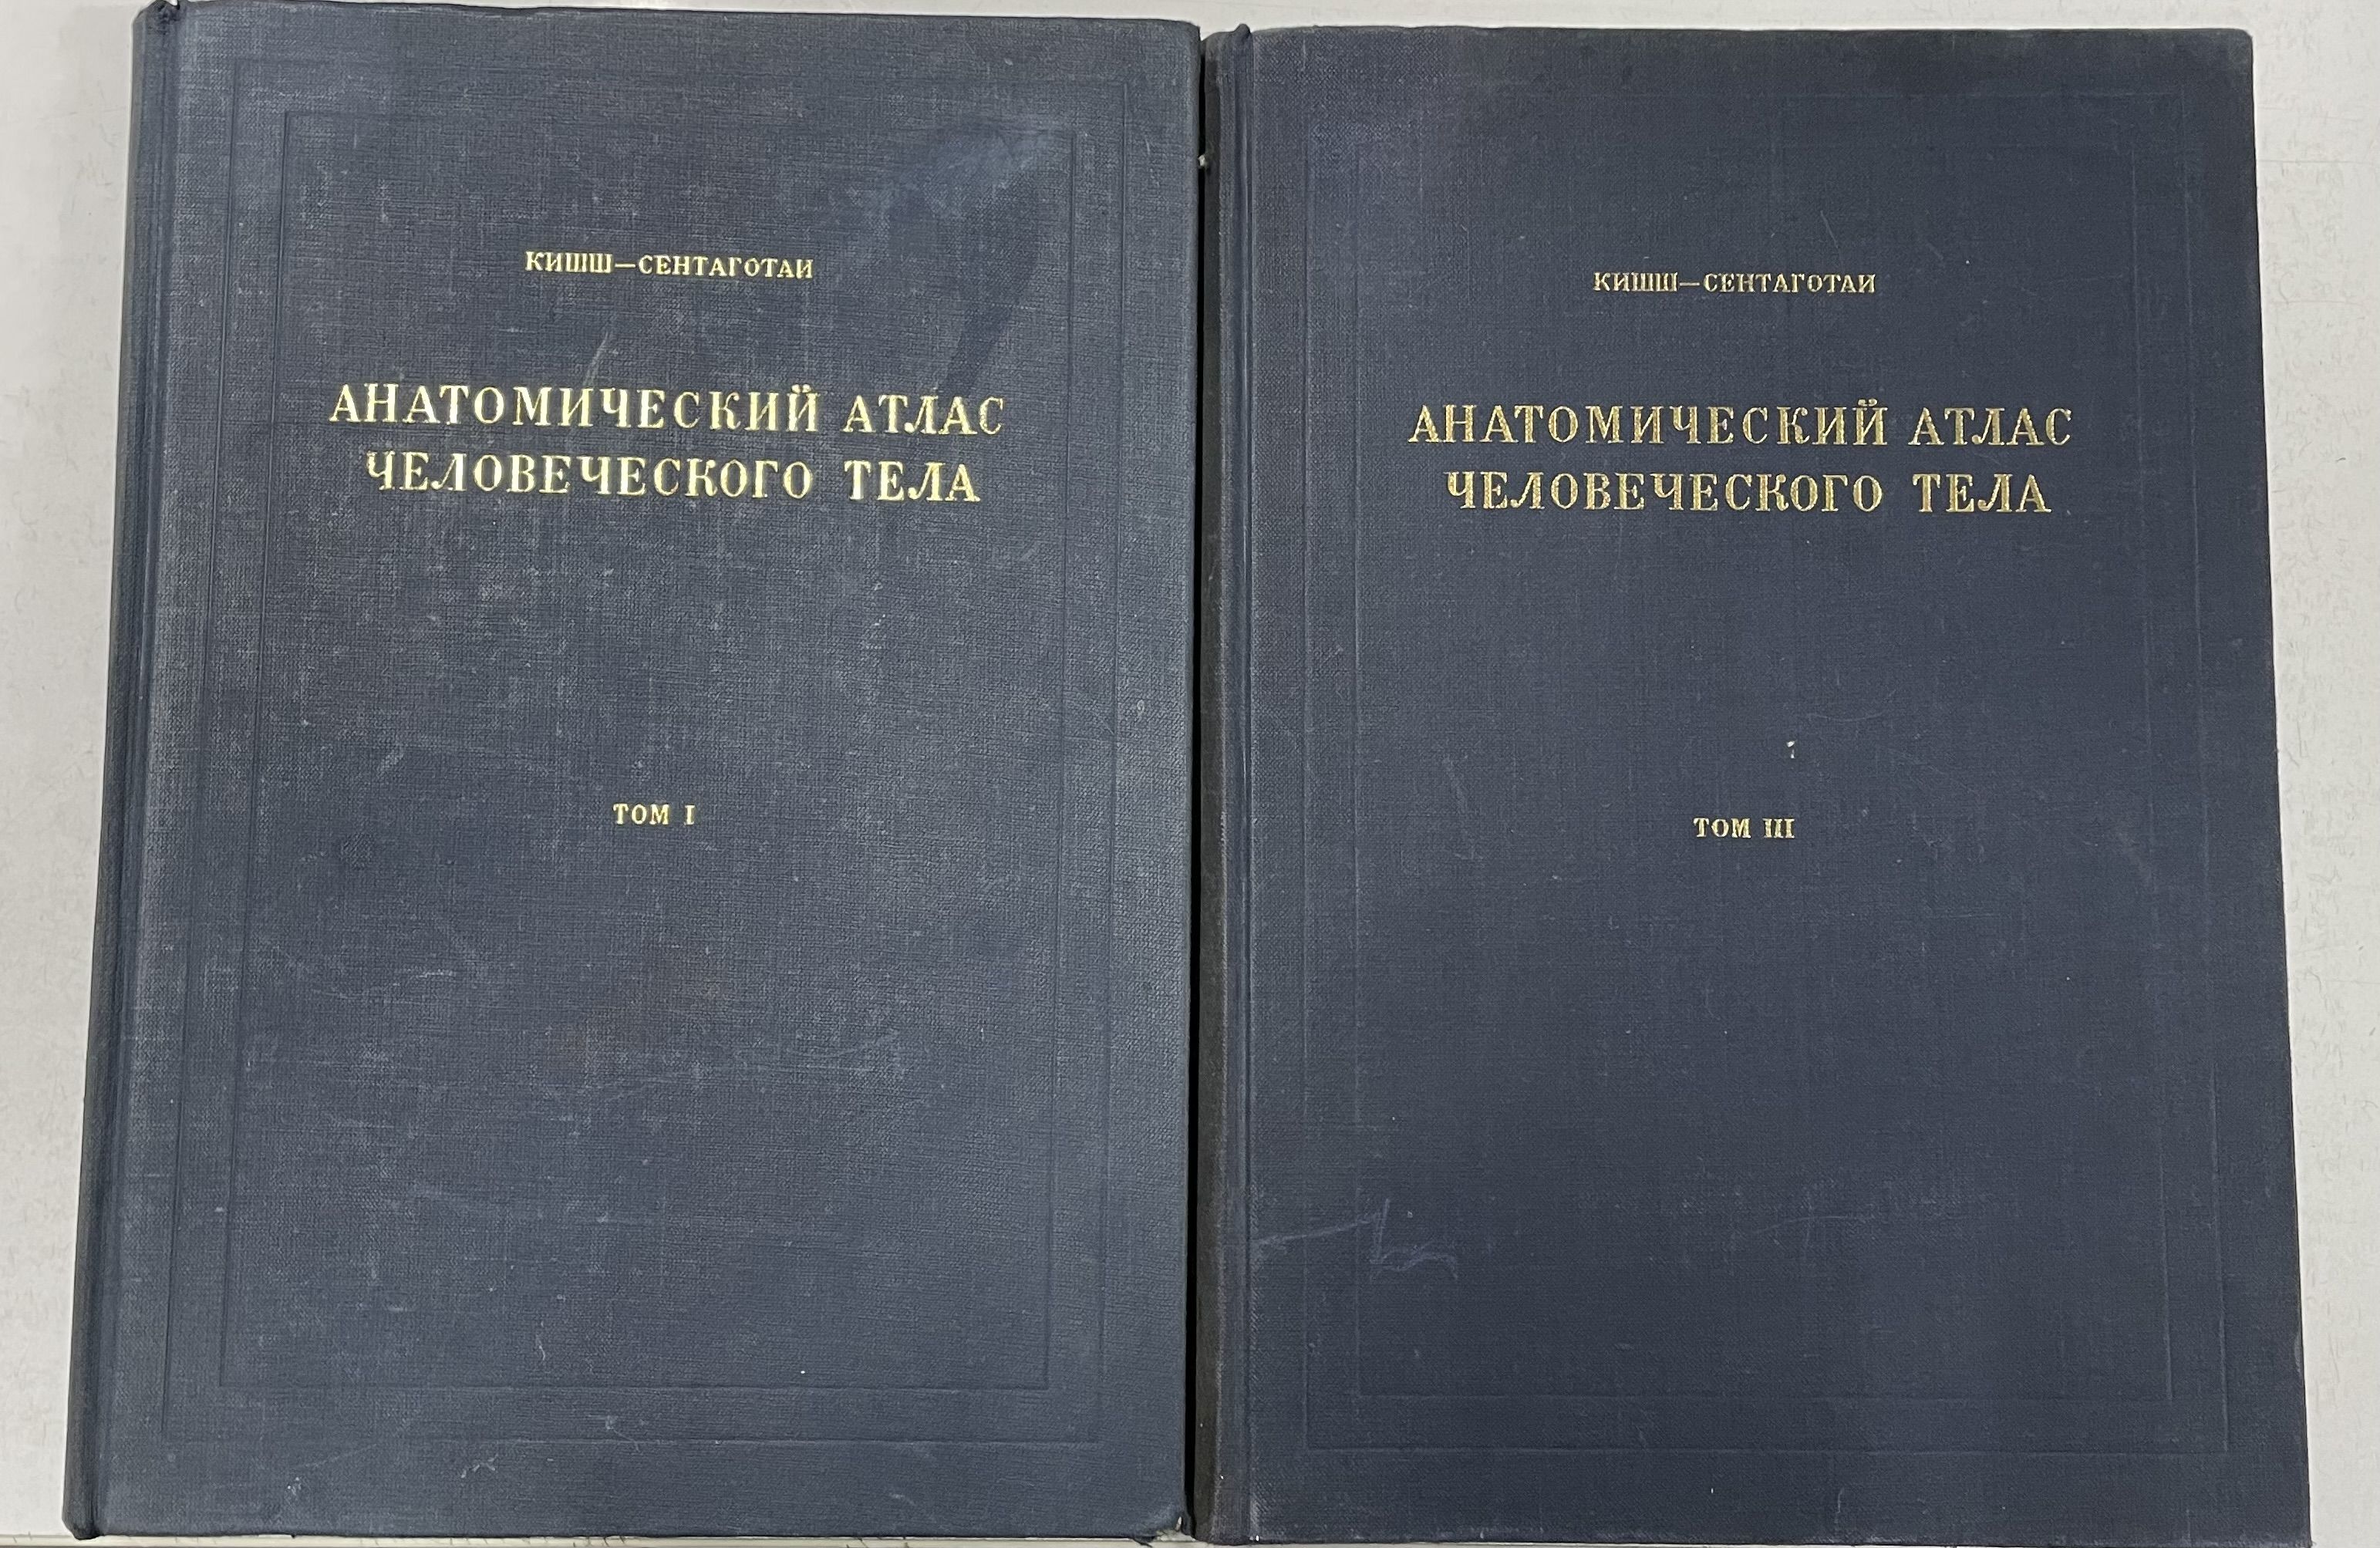 КИШШ—СЕНТАГОТАИ
АНАТОМИЧЕСКИЙ АТЛАС
ЧЕЛОВЕЧЕСКОГО ТЕЛА
ТОМ I
КИШШ—СЕНТАГОТАИ
АНАТОМИЧЕСКИЙ АТЛАС
ЧЕЛОВЕЧЕСКОГО ТЕЛА
ТОМ III